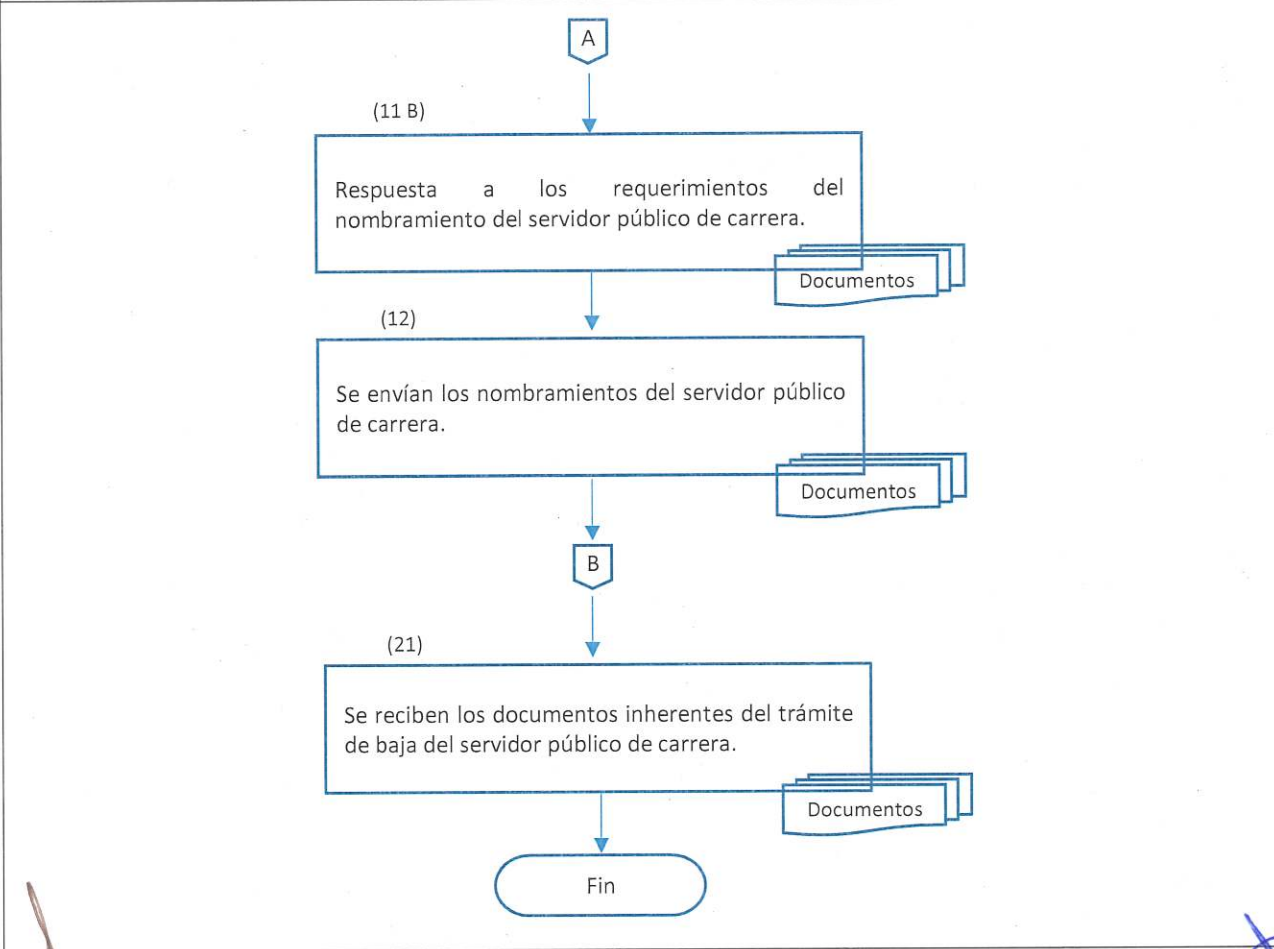 A
(11 B)
Respuesta a los requerimientos del
nombramiento del servidor público de carrera.
Documentos
(12)
Se envían los nombramientos del servidor público
de carrera.
Documentos
B
(21)
Se reciben los documentos inherentes del trámite
de baja del servidor público de carrera.
Documentos
Fin